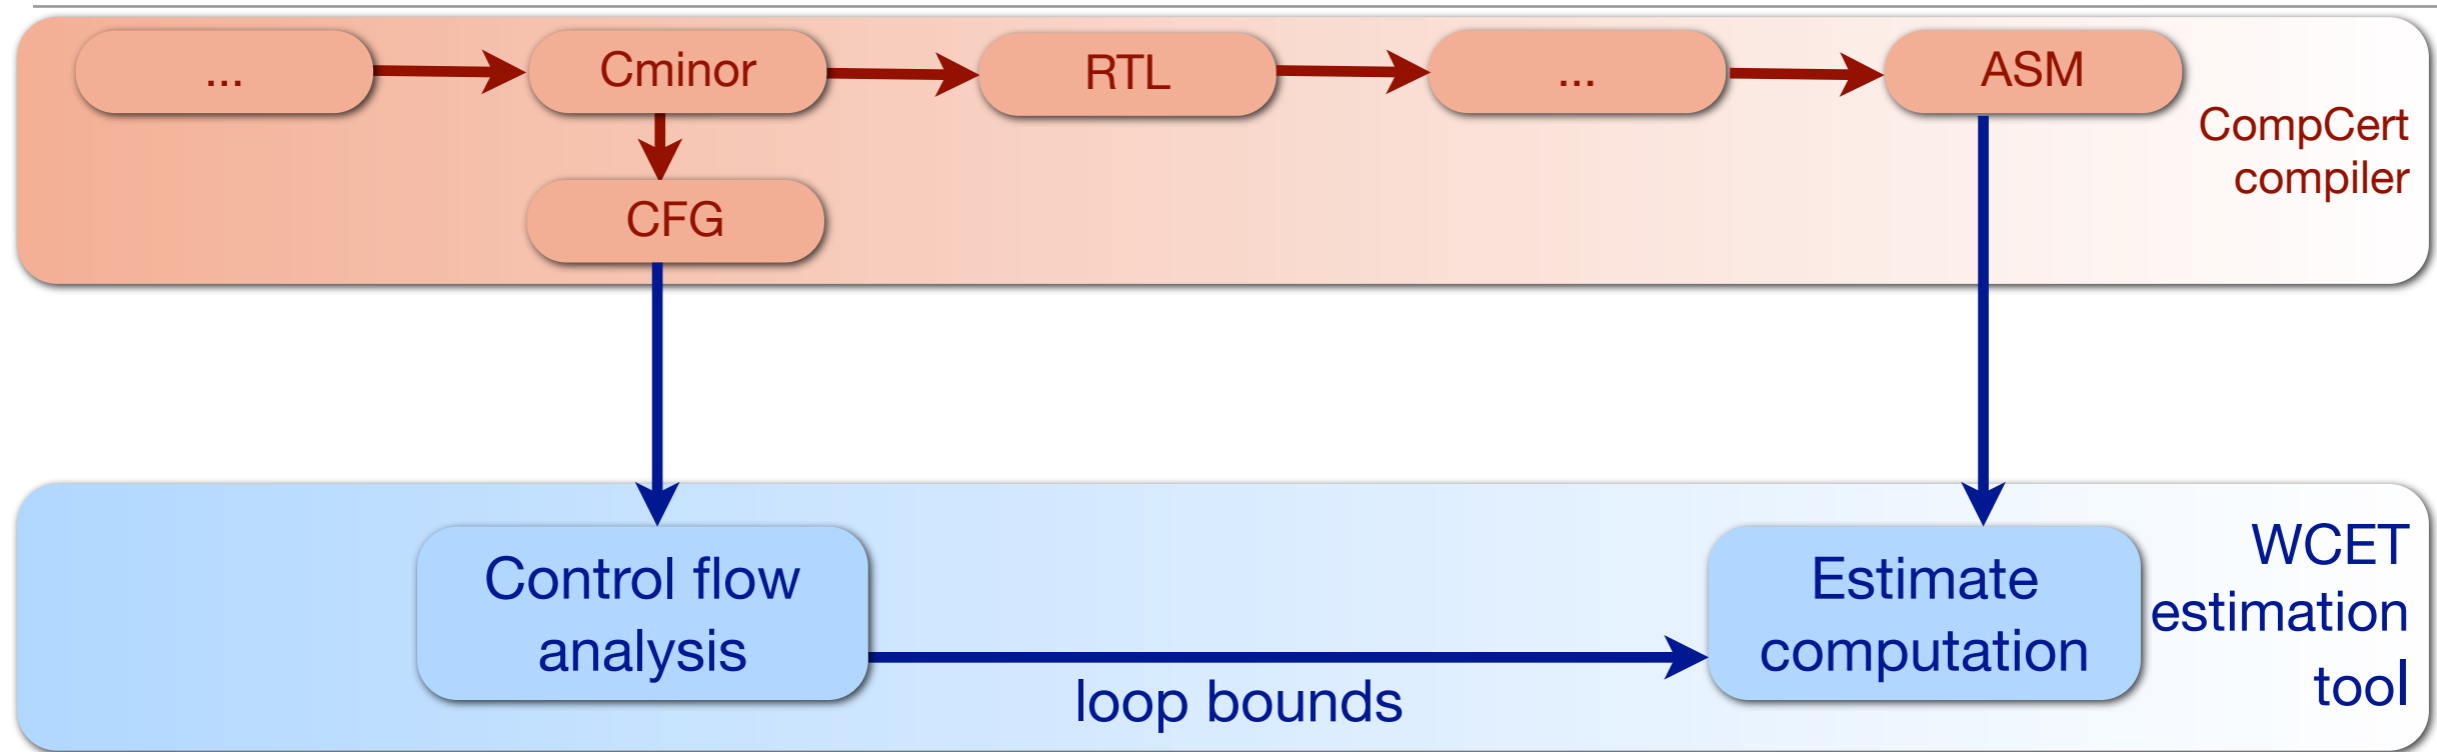 ...
Cminor
RTL
...
ASM
CompCert
compiler
CFG
Control flow
analysis
loop bounds
Estimate
computation
WCET
estimation
tool